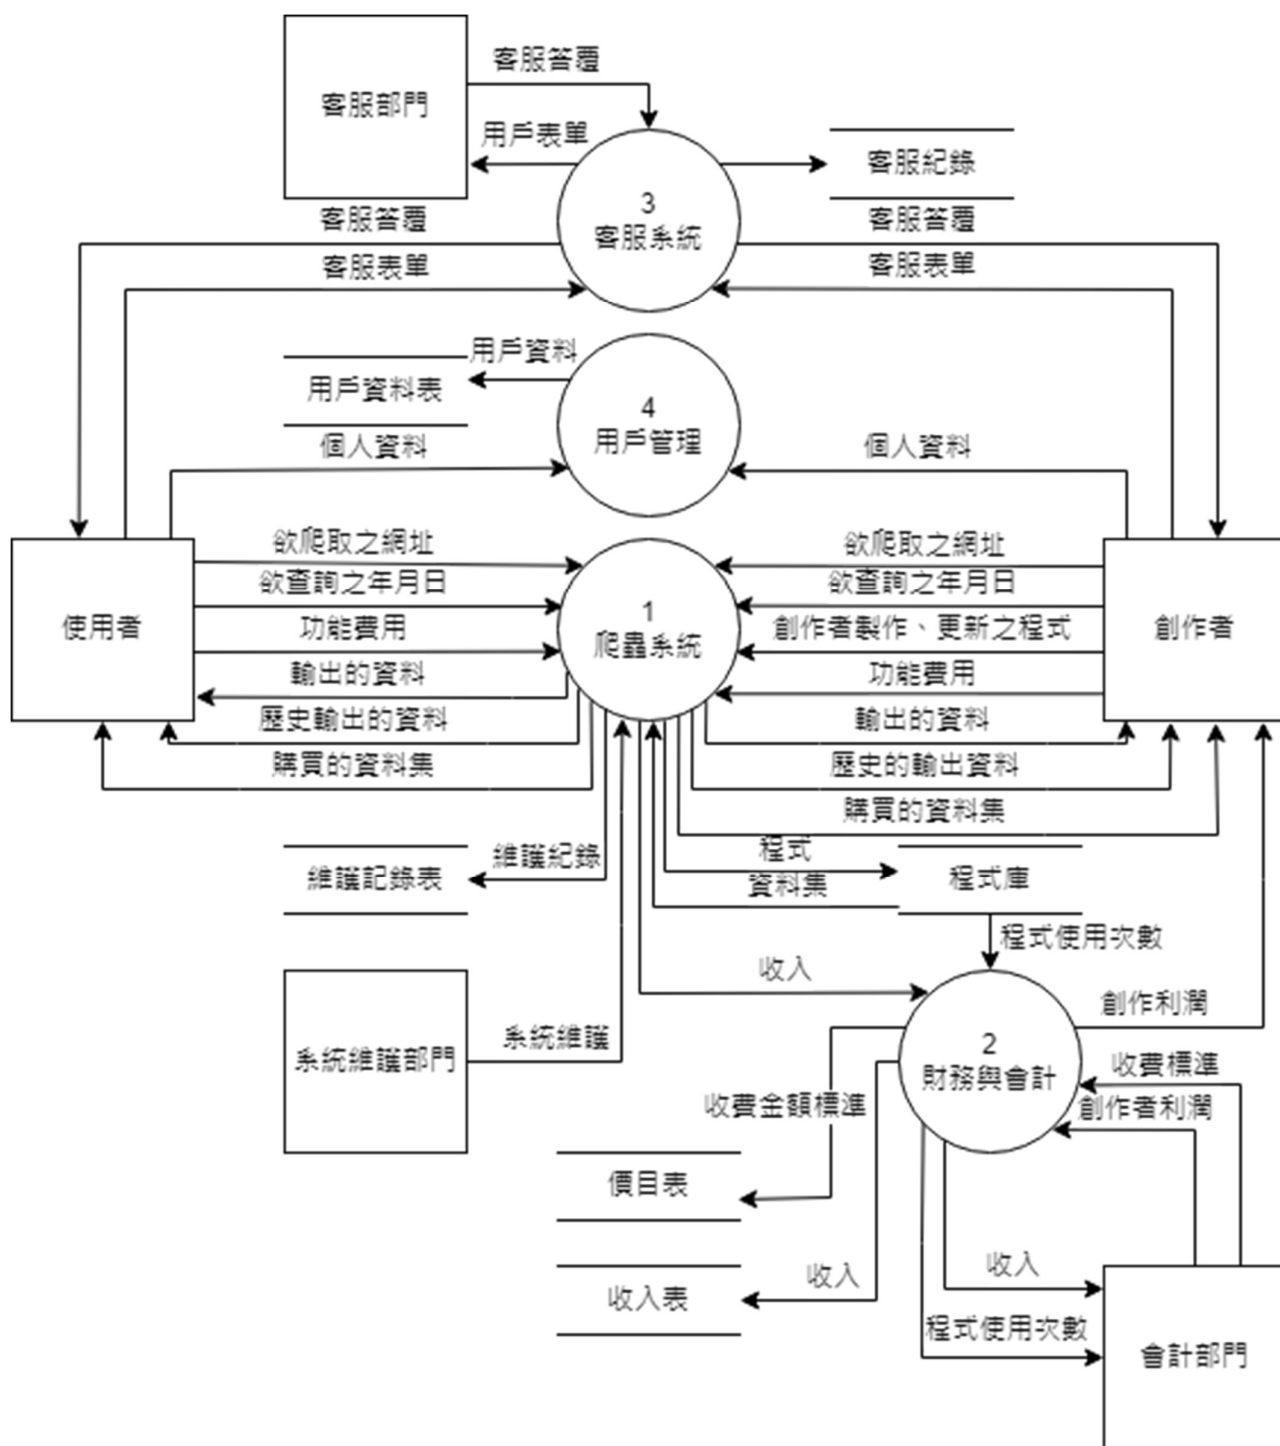 客服答覆
客服部門
用戶表單
客服紀錄
3
客服系統
客服答覆
客服答覆
客服表單
客服表單
用戶資料
用戶資料表
4
用戶管理
個人資料
個人資料
欲爬取之網址
欲爬取之網址
欲查詢之年月日
欲查詢之年月日
1
爬蟲系統
使用者
創作者
功能費用
創作者製作、更新之程式
輸出的資料
功能費用
歷史輸出的資料
輸出的資料
購買的資料集
歷史的輸出資料
購買的資料集
程式
維護紀錄
維護記錄表
資料集
程式庫
程式使用次數
收入
創作利潤
系統維護
系統維護部門
2
財務與會計
收費標準
收費金額標準
創作者利潤
價目表
收入
收入
收入表
程式使用次數
會計部門